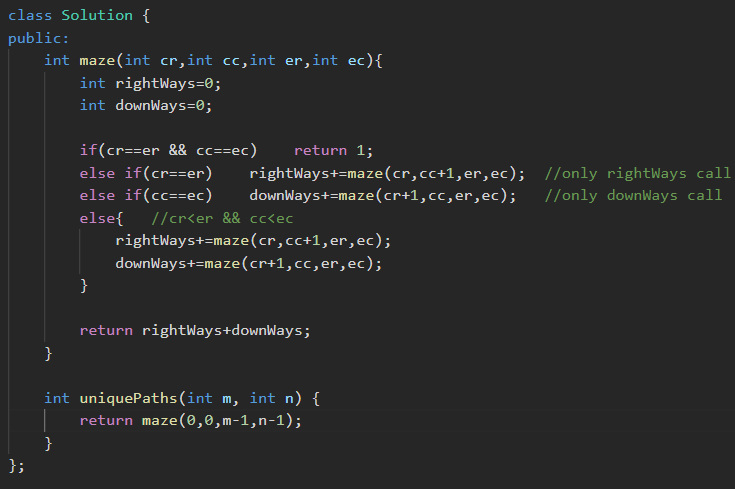 class Solution {
public:
    int maze(int cr,int cc,int er,int ec){
        int rightWays=0;
        int downWays=0;

        if(cr==er && cc==ec)    return 1;
        else if(cr==er)    rightWays+=maze(cr,cc+1,er,ec);  //only rightWays call
        else if(cc==ec)    downWays+=maze(cr+1,cc,er,ec);   //only downWays call
        else{   //cr<er && cc<ec
            rightWays+=maze(cr,cc+1,er,ec);
            downWays+=maze(cr+1,cc,er,ec);
        }

        return rightWays+downWays;
    }

    int uniquePaths(int m, int n) {
        return maze(0,0,m-1,n-1);
    }
};